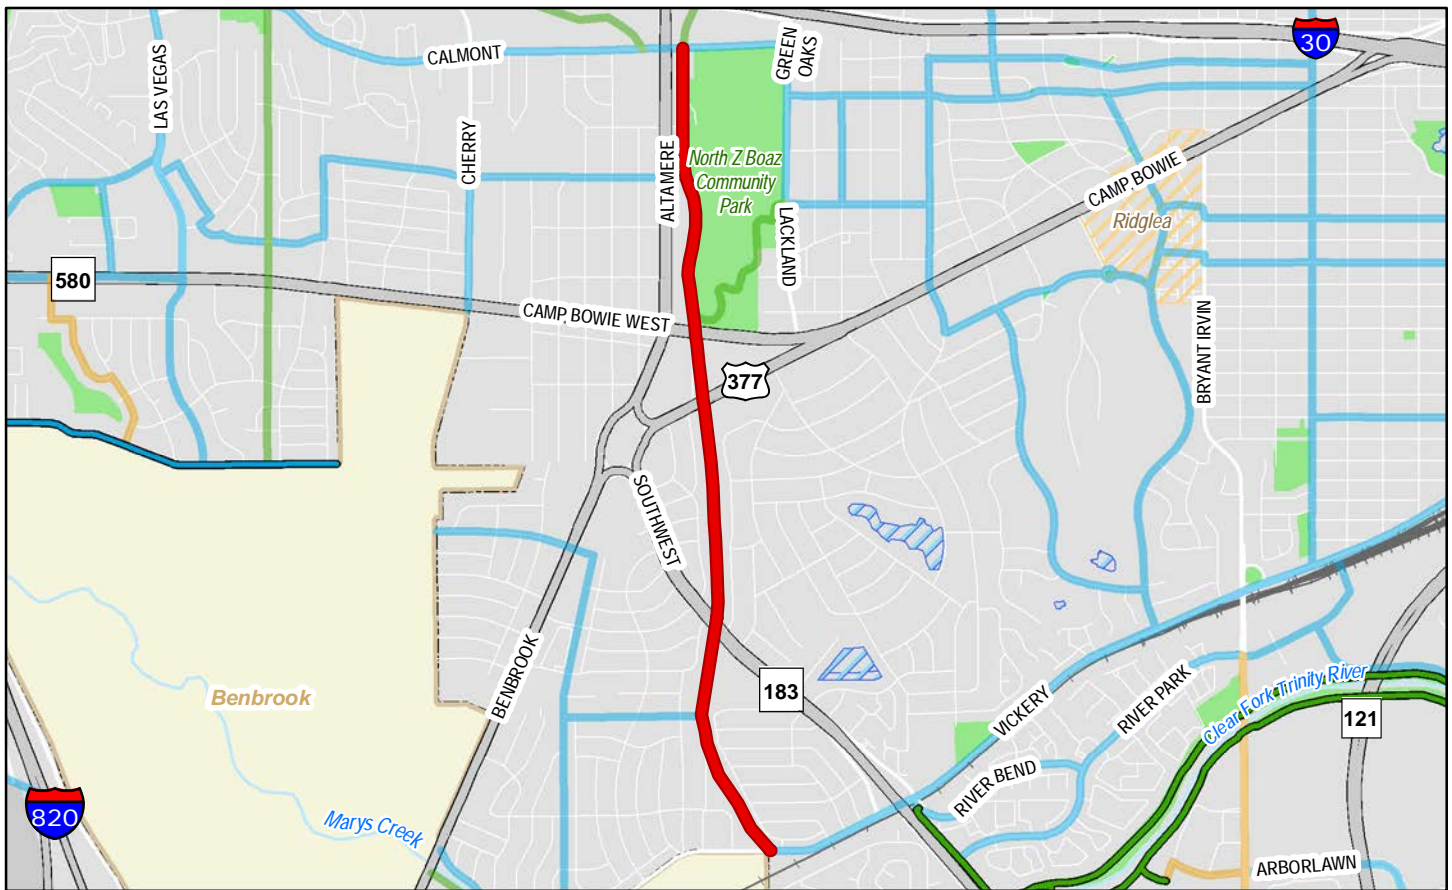 30
CALMONT
GREEN
OAKS
LAS VEGAS
CHERRY
ALTAMERE
North Z Boaz
Community
Park
CAMP BOWIE
LACKLAND
Ridglea
580
CAMP BOWIE WEST
BRYANT IRVIN
377
SOUTHWEST
BENBROOK
Benbrook
183
VICKERY
RIVER PARK
Clear Fork Trinity River
121
RIVER BEND
820
Marys Creek
ARBORLAWN